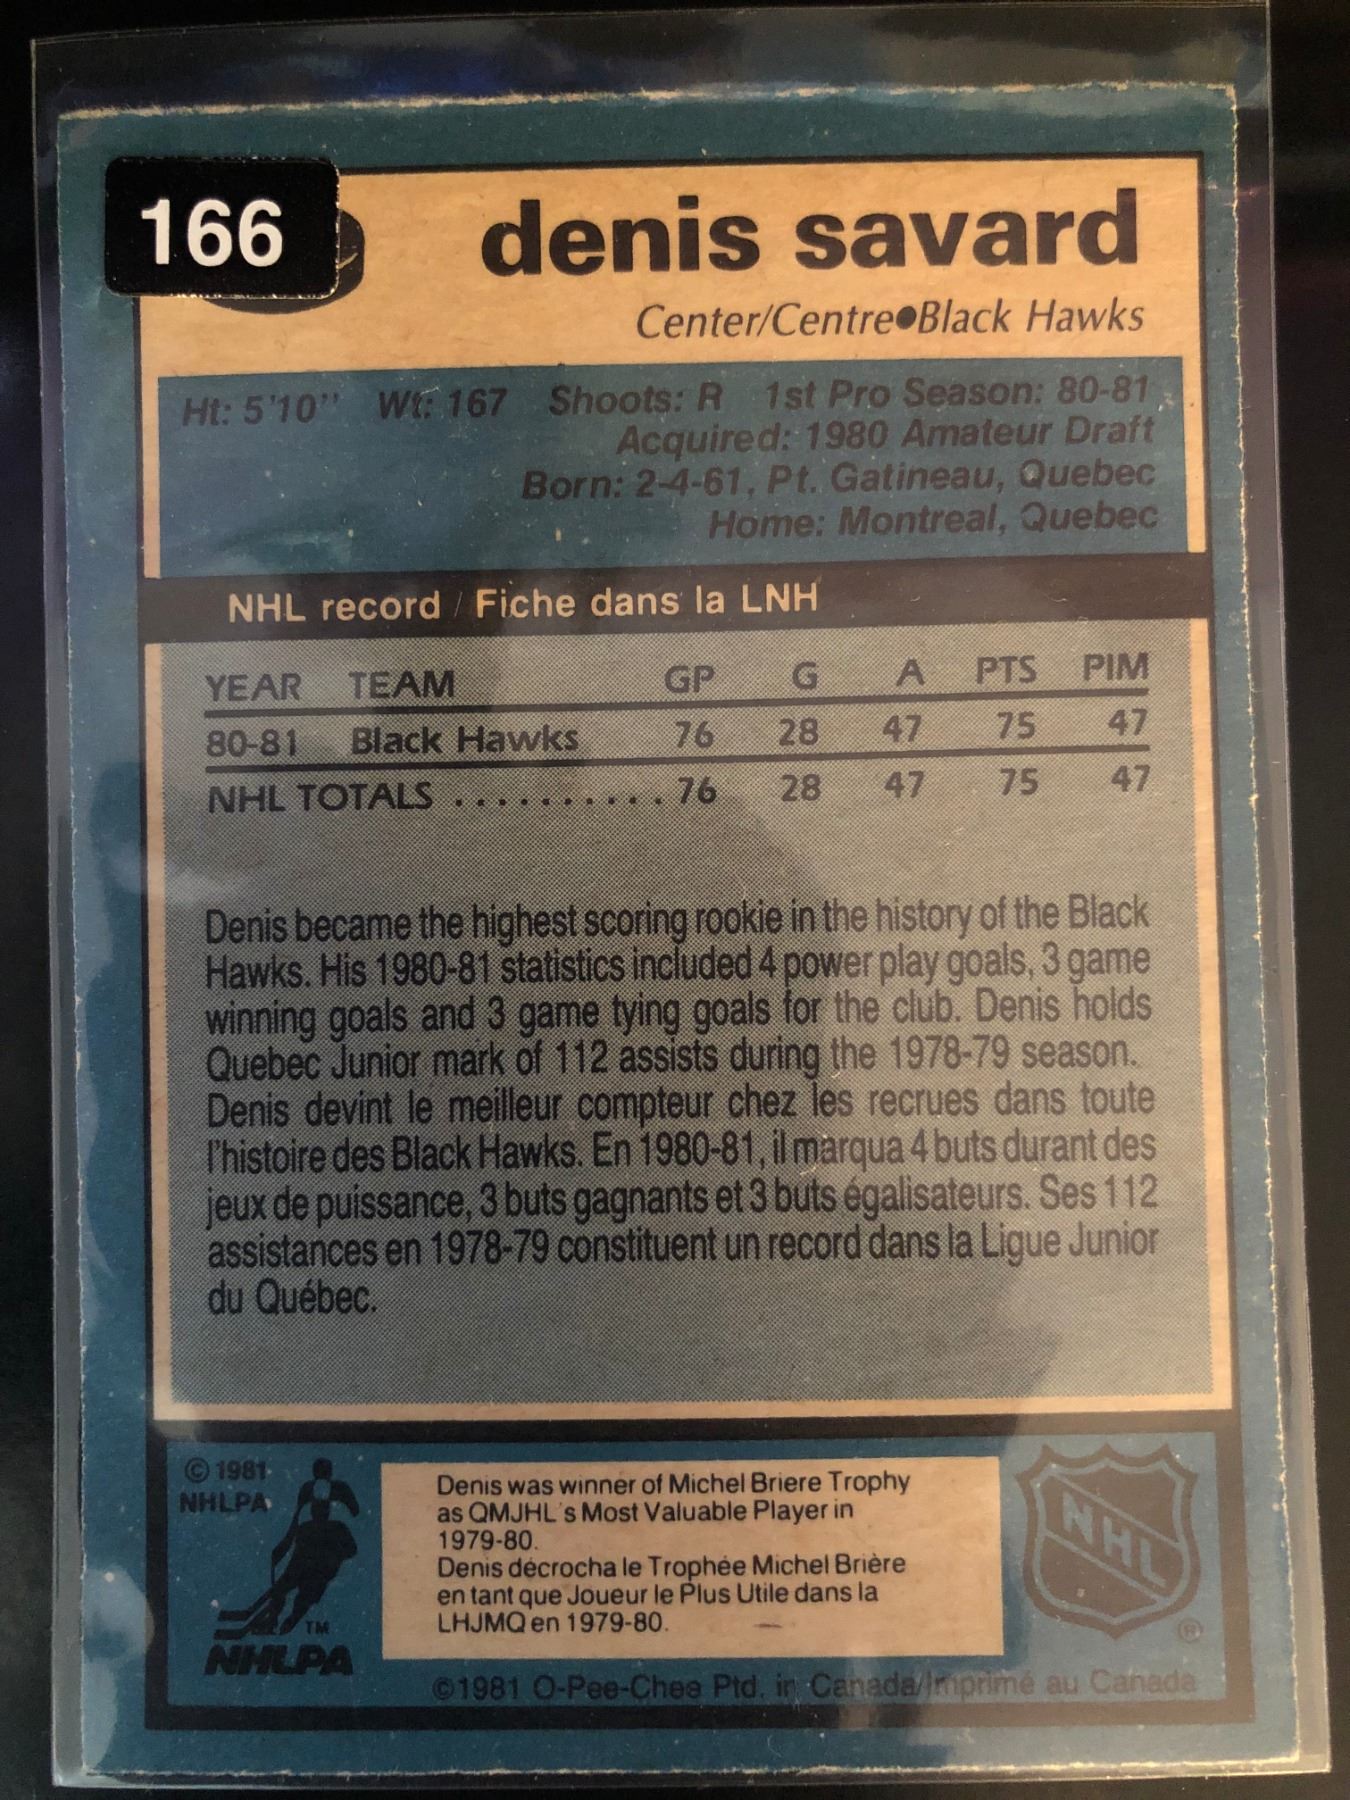 166
denis savard
Center/Centre●Black Hawks
Ht: 5'10'' Wt: 167 Shoots: R 1st Pro Season: 80-81
Acquired: 1980 Amateur Draft
Born: 2-4-61, Pt. Gatineau, Quebec
Home: Montreal, Quebec
NHL record / Fiche dans la LNH
YEAR TEAM GP G A PTS PIM
80-81 Black Hawks 76 28 47 75 47
NHL TOTALS ........... 76 28 47 75 47
Denis became the highest scoring rookie in the history of the Black
Hawks. His 1980-81 statistics included 4 power play goals, 3 game
winning goals and 3 game tying goals for the club. Denis holds
Quebec Junior mark of 112 assists during the 1978-79 season.
Denis devint le meilleur compteur chez les recrues dans toute
l'histoire des Black Hawks. En 1980-81, il marqua 4 buts durant des
jeux de puissance, 3 buts gagnants et 3 buts égalisateurs. Ses 112
assistances en 1978-79 constituent un record dans la Ligue Junior
du Québec.
© 1981
NHLPA
TM
NHLPA
Denis was winner of Michel Briere Trophy
as QMJHL's Most Valuable Player in
1979-80.
Denis décrocha le Trophée Michel Brière
en tant que Joueur le Plus Utile dans la
LHJMQ en 1979-80.
NHL
®
©1981 O-Pee-Chee Ptd. in Canada/Imprimé au Canada